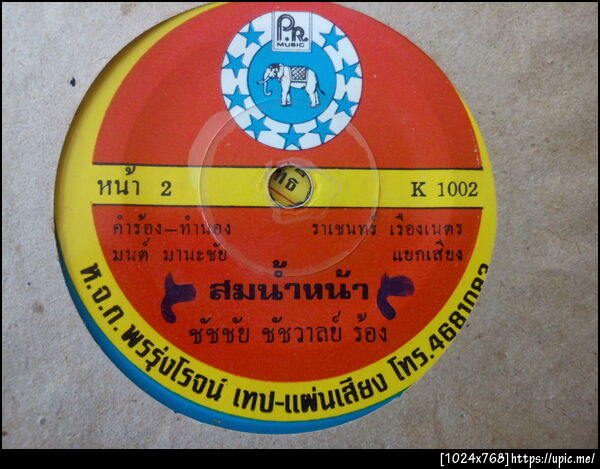 P.R.
MUSIC
ทธิ
หน้า 2
K 1002
คำร้อง–ทำนอง
มนต์ มานะชัย
ราเชนทร์ เรืองเนตร
แยกเสียง
สมน้ำหน้า
ชัชชัย ชัชวาลย์ ร้อง
ห.จ.ก. พรรุ่งโรจน์ เทป-แผ่นเสียง โทร.4681083
[1024x768]https://upic.me/